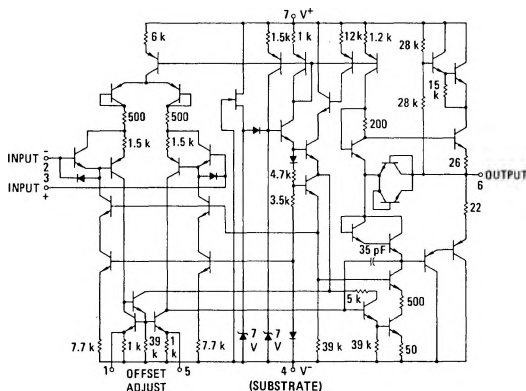 7 V+
6 k
1.5k
1 k
12k
1.2 k
28 k
15 k
500
500
28 k
200
1.5 k
1.5 k
INPUT -
2
3
INPUT +
26
6 OUTPUT
4.7k
3.5k
22
35 pF
5 k
500
7 V
7 V
7.7 k
1k
39 k
1 k
7.7 k
39 k
39 k
50
1 OFFSET ADJUST 5
4 V-
(SUBSTRATE)